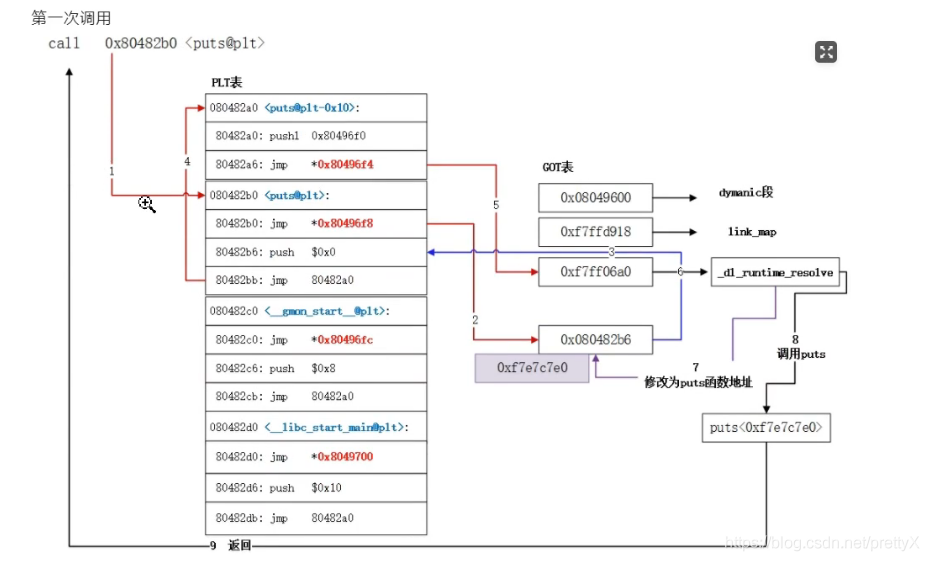 第一次调用
call 0x80482b0 <puts@plt>
PLT表
080482a0 <puts@plt-0x10>:
80482a0: pushl 0x80496f0
80482a6: jmp *0x80496f4
080482b0 <puts@plt>:
80482b0: jmp *0x80496f8
80482b6: push $0x0
80482bb: jmp 80482a0
080482c0 <__gmon_start__@plt>:
80482c0: jmp *0x80496fc
80482c6: push $0x8
80482cb: jmp 80482a0
080482d0 <__libc_start_main@plt>:
80482d0: jmp *0x8049700
80482d6: push $0x10
80482db: jmp 80482a0
1
4
5
2
GOT表
0x08049600
dymanic段
0xf7ffd918
link_map
3
0xf7ff06a0
6
_dl_runtime_resolve
0x080482b6
0xf7e7c7e0
7
修改为puts函数地址
8
调用puts
puts<0xf7e7c7e0>
9 返回
https://blog.csdn.net/prettyX